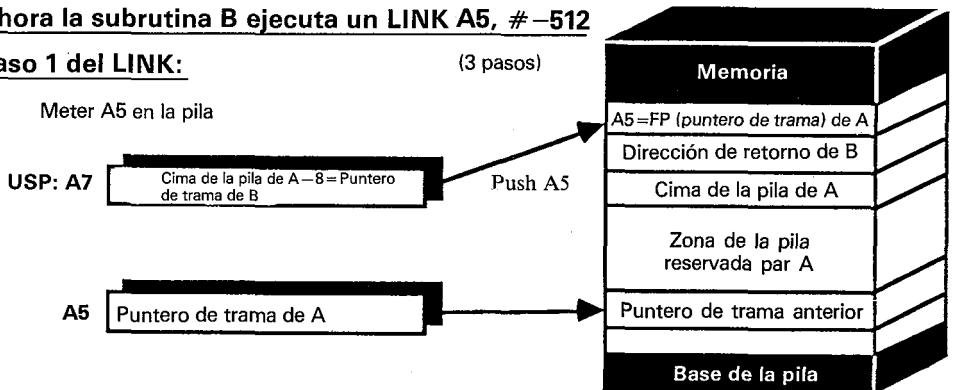 hora la subrutina B ejecuta un LINK A5, #−512
aso 1 del LINK:
(3 pasos)
Meter A5 en la pila
USP: A7
Cima de la pila de A−8=Puntero
de trama de B
Push A5
A5
Puntero de trama de A
Memoria
A5=FP (puntero de trama) de A
Dirección de retorno de B
Cima de la pila de A
Zona de la pila
reservada par A
Puntero de trama anterior
Base de la pila